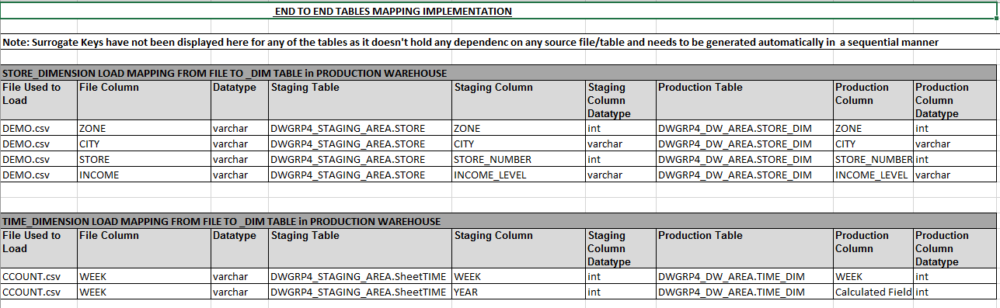 END TO END TABLES MAPPING IMPLEMENTATION
Note: Surrogate Keys have not been displayed here for any of the tables as it doesn't hold any dependenc on any source file/table and needs to be generated automatically in a sequential manner
STORE_DIMENSION LOAD MAPPING FROM FILE TO _DIM TABLE in PRODUCTION WAREHOUSE
File Used to Load File Column Datatype Staging Table Staging Column Staging Column Datatype Production Table Production Column Production Column Datatype
DEMO.csv ZONE varchar DWGRP4_STAGING_AREA.STORE ZONE int DWGRP4_DW_AREA.STORE_DIM ZONE int
DEMO.csv CITY varchar DWGRP4_STAGING_AREA.STORE CITY varchar DWGRP4_DW_AREA.STORE_DIM CITY varchar
DEMO.csv STORE varchar DWGRP4_STAGING_AREA.STORE STORE_NUMBER int DWGRP4_DW_AREA.STORE_DIM STORE_NUMBER int
DEMO.csv INCOME varchar DWGRP4_STAGING_AREA.STORE INCOME_LEVEL varchar DWGRP4_DW_AREA.STORE_DIM INCOME_LEVEL varchar
TIME_DIMENSION LOAD MAPPING FROM FILE TO _DIM TABLE in PRODUCTION WAREHOUSE
File Used to Load File Column Datatype Staging Table Staging Column Staging Column Datatype Production Table Production Column Production Column Datatype
CCOUNT.csv WEEK varchar DWGRP4_STAGING_AREA.SheetTIME WEEK int DWGRP4_DW_AREA.TIME_DIM WEEK int
CCOUNT.csv WEEK varchar DWGRP4_STAGING_AREA.SheetTIME YEAR int DWGRP4_DW_AREA.TIME_DIM Calculated Field int